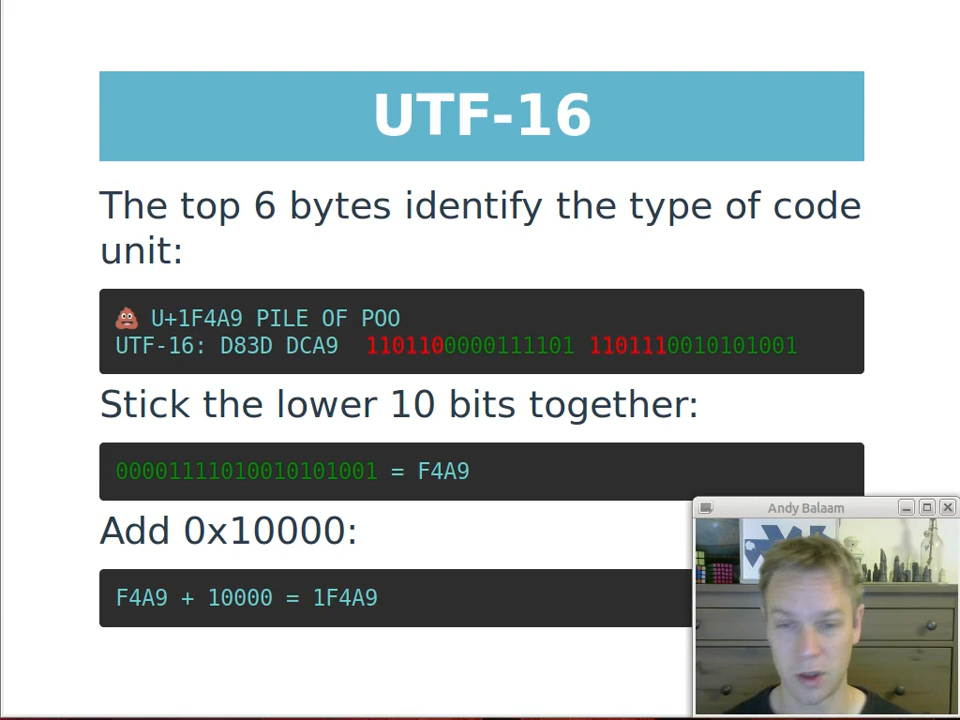 UTF-16
The top 6 bytes identify the type of code
unit:
💩 U+1F4A9 PILE OF POO
UTF-16: D83D DCA9 1101100000111101 1101110010101001
Stick the lower 10 bits together:
00001111010010101001 = F4A9
Add 0x10000:
F4A9 + 10000 = 1F4A9
Andy Balaam